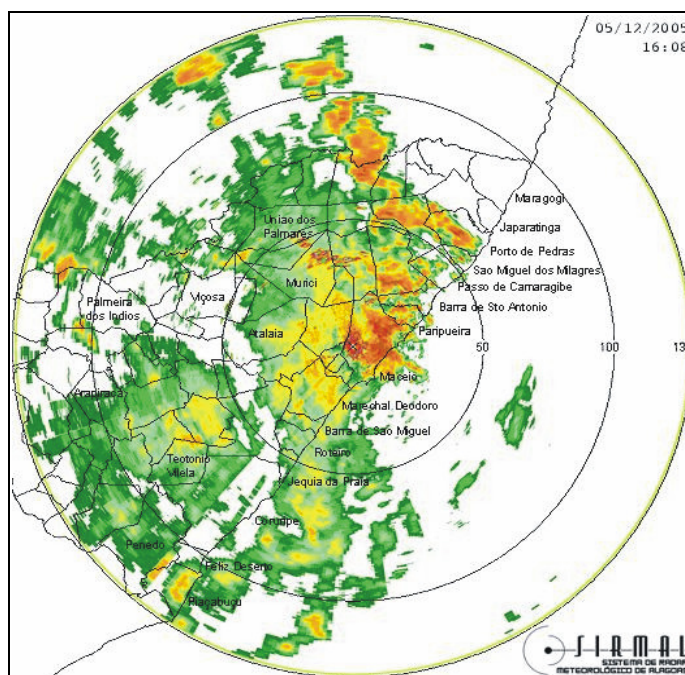 05/12/2005
16:08
Maragogi
União dos
Palmares
Japaratinga
Porto de Pedras
Sao Miguel dos Milagres
Passo de Camaragibe
Murici
Viçosa
Palmeira
dos Indios
Barra de Sto Antonio
Atalaia
Paripueira
50
100
13
Maceio
Arapiraca
Marechal Deodoro
Barra de Sao Miguel
Roteiro
Teotonio
Vilela
Jequia da Praia
Coruripe
Penedo
Feliz Deserto
Piaçabuçu
SIRMAL
SISTEMA DE RADAR
METEOROLÓGICO DE ALAGOAS